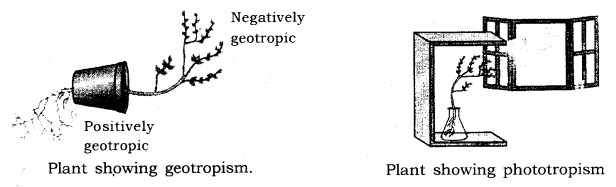 Negatively
geotropic
Positively
geotropic
Plant showing geotropism.
Plant showing phototropism